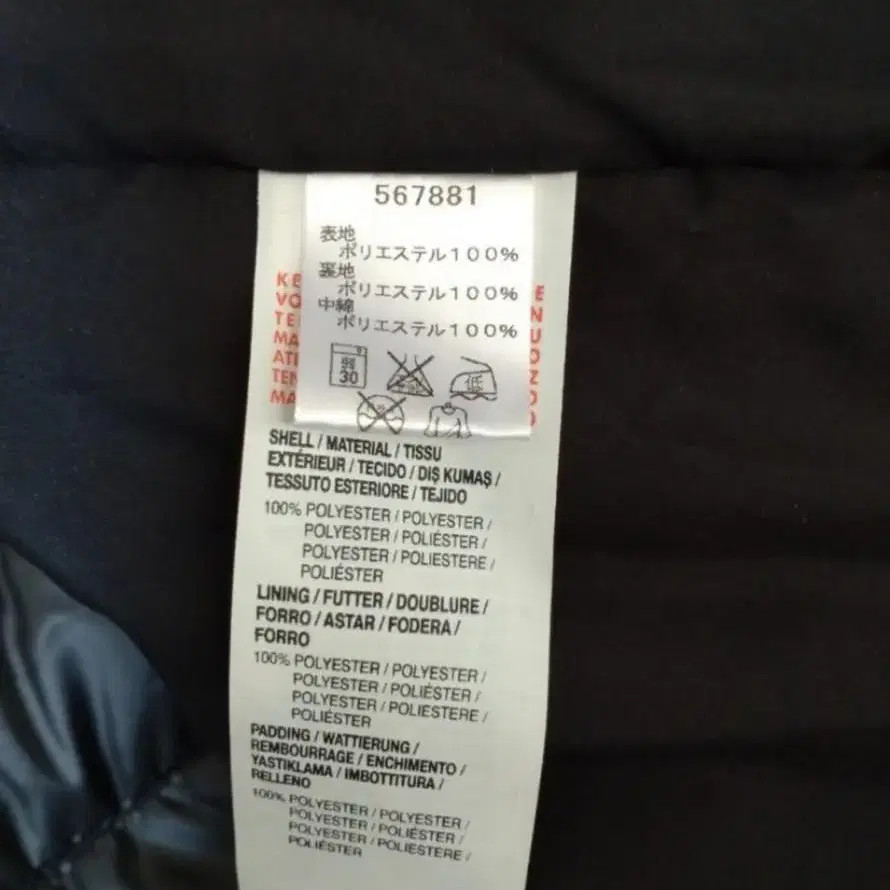 567881
表地
ポリエステル100%
裏地
ポリエステル100%
中綿
ポリエステル100%
弱
30
低
SHELL / MATERIAL / TISSU
EXTÉRIEUR / TECIDO / DIŞ KUMAŞ /
TESSUTO ESTERIORE / TEJIDO
100% POLYESTER / POLYESTER /
POLYESTER / POLIÉSTER /
POLYESTER / POLIESTERE /
POLIÉSTER
LINING / FUTTER / DOUBLURE /
FORRO / ASTAR / FODERA /
FORRO
100% POLYESTER / POLYESTER /
POLYESTER / POLIÉSTER /
POLYESTER / POLIESTERE /
POLIÉSTER
PADDING / WATTIERUNG /
REMBOURRAGE / ENCHIMENTO /
YASTIKLAMA / IMBOTTITURA /
RELLENO
100% POLYESTER / POLYESTER /
POLYESTER / POLIÉSTER /
POLYESTER / POLIESTERE /
POLIÉSTER